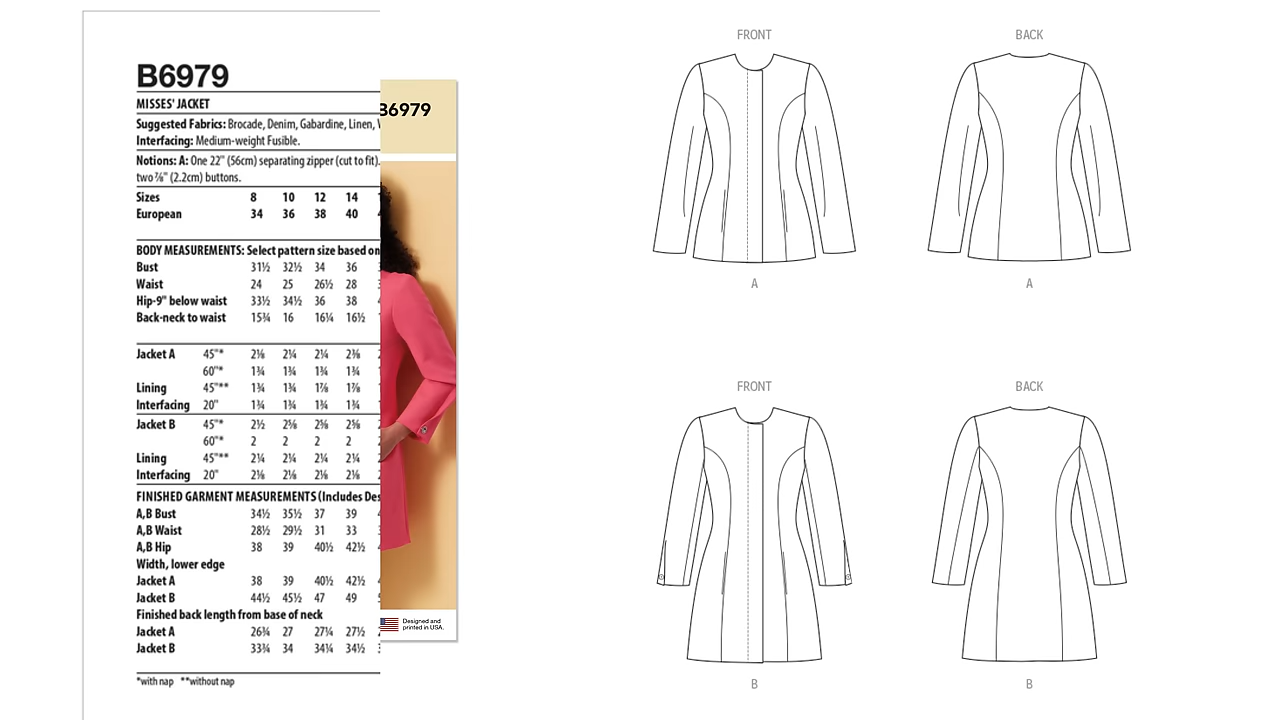 B6979
MISSES' JACKET
Suggested Fabrics: Brocade, Denim, Gabardine, Linen,
Interfacing: Medium-weight Fusible.
Notions: A: One 22" (56cm) separating zipper (cut to fit).
two ⅞" (2.2cm) buttons.
Sizes 8 10 12 14
European 34 36 38 40
BODY MEASUREMENTS: Select pattern size based on
Bust 31½ 32½ 34 36
Waist 24 25 26½ 28
Hip-9" below waist 33½ 34½ 36 38
Back-neck to waist 15¾ 16 16¼ 16½
Jacket A 45"* 2⅛ 2¼ 2¼ 2⅜
60"* 1¾ 1¾ 1¾ 1¾
Lining 45"** 1¾ 1¾ 1⅞ 1⅞
Interfacing 20" 1¾ 1¾ 1¾ 1¾
Jacket B 45"* 2½ 2⅝ 2⅝ 2⅝
60"* 2 2 2 2
Lining 45"** 2¼ 2¼ 2¼ 2¼
Interfacing 20" 2⅛ 2⅛ 2⅛ 2⅛
FINISHED GARMENT MEASUREMENTS (Includes
A,B Bust 34½ 35½ 37 39
A,B Waist 28½ 29½ 31 33
A,B Hip 38 39 40½ 42½
Width, lower edge
Jacket A 38 39 40½ 42½
Jacket B 44½ 45½ 47 49
Finished back length from base of neck
Jacket A 26¾ 27 27¼ 27½
Jacket B 33¾ 34 34¼ 34½
*with nap **without nap
B6979
Designed and
printed in USA.
FRONT BACK
A A
FRONT BACK
B B